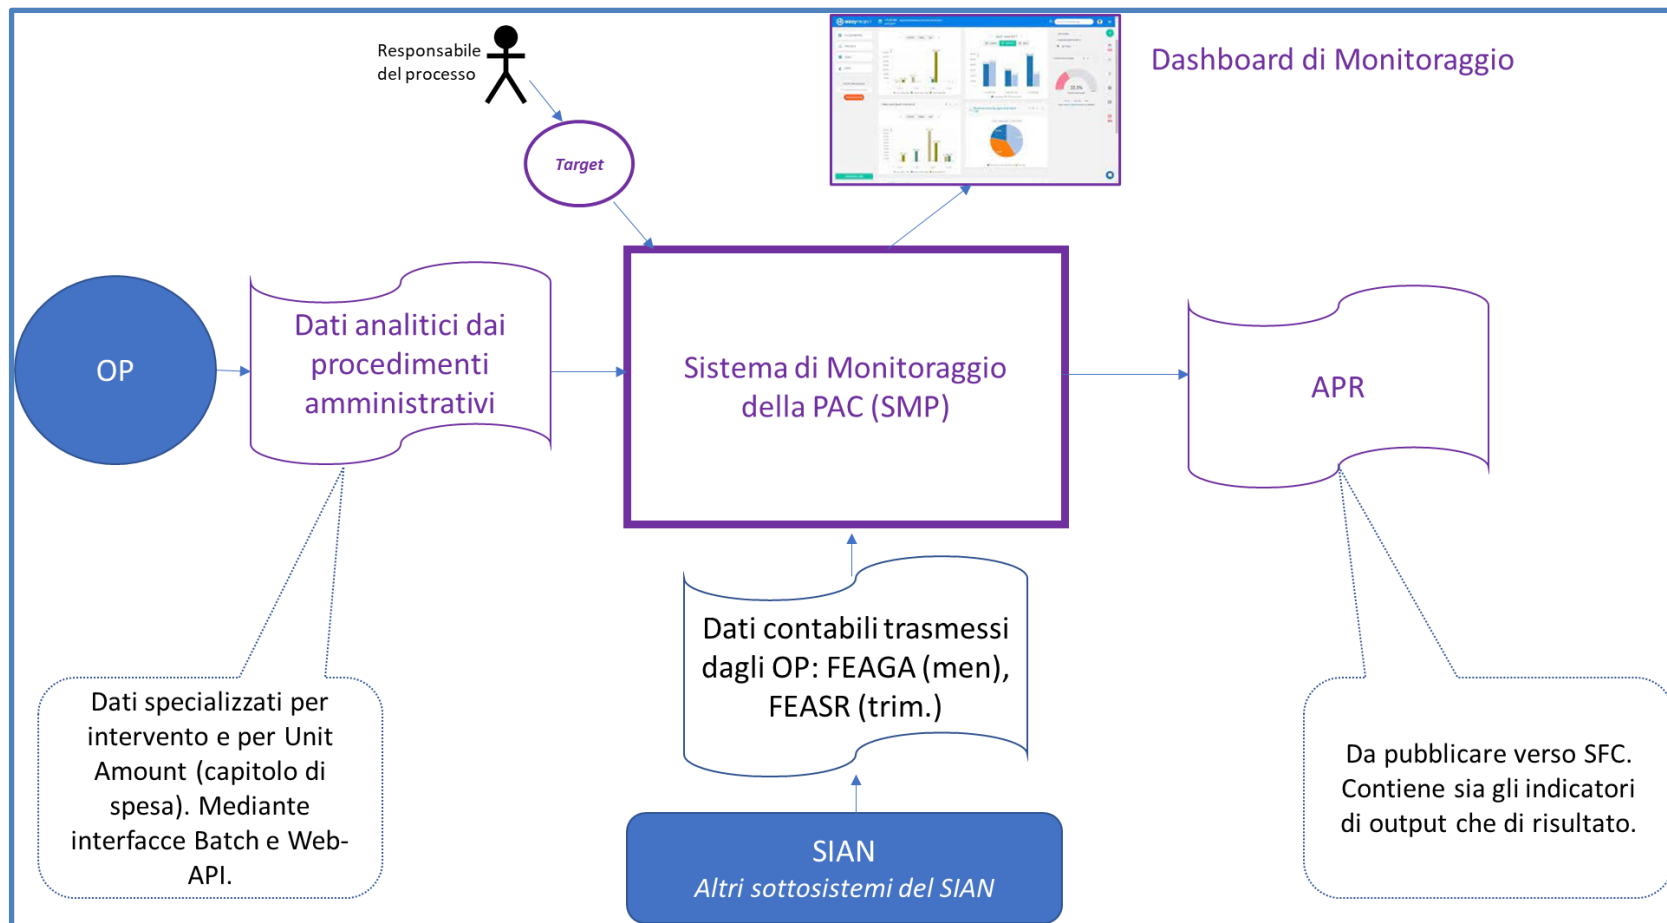 Responsabile
del processo
Dashboard di Monitoraggio
Target
OP
Dati analitici dai
procedimenti
amministrativi
Sistema di Monitoraggio
della PAC (SMP)
APR
Dati contabili trasmessi
dagli OP: FEAGA (men),
FEASR (trim.)
Dati specializzati per
intervento e per Unit
Amount (capitolo di
spesa). Mediante
interfacce Batch e Web-
API.
Da pubblicare verso SFC.
Contiene sia gli indicatori
di output che di risultato.
SIAN
Altri sottosistemi del SIAN